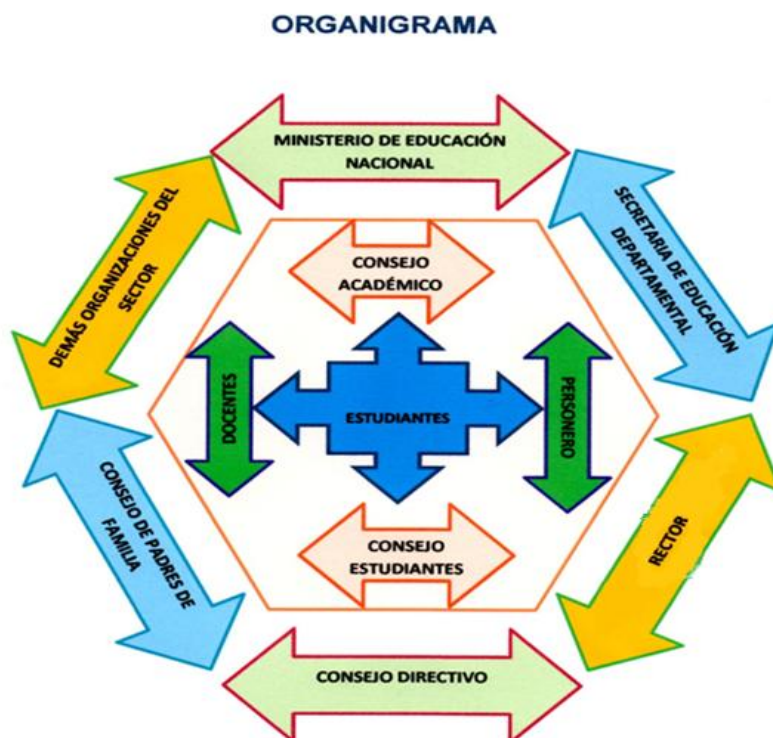 ORGANIGRAMA
MINISTERIO DE EDUCACIÓN
NACIONAL
SECRETARIA DE EDUCACIÓN
DEPARTAMENTAL
DEMÁS ORGANIZACIONES DEL
SECTOR
CONSEJO
ACADÉMICO
DOCENTES
ESTUDIANTES
PERSONERO
CONSEJO DE PADRES DE
FAMILIA
CONSEJO
ESTUDIANTES
RECTOR
CONSEJO DIRECTIVO